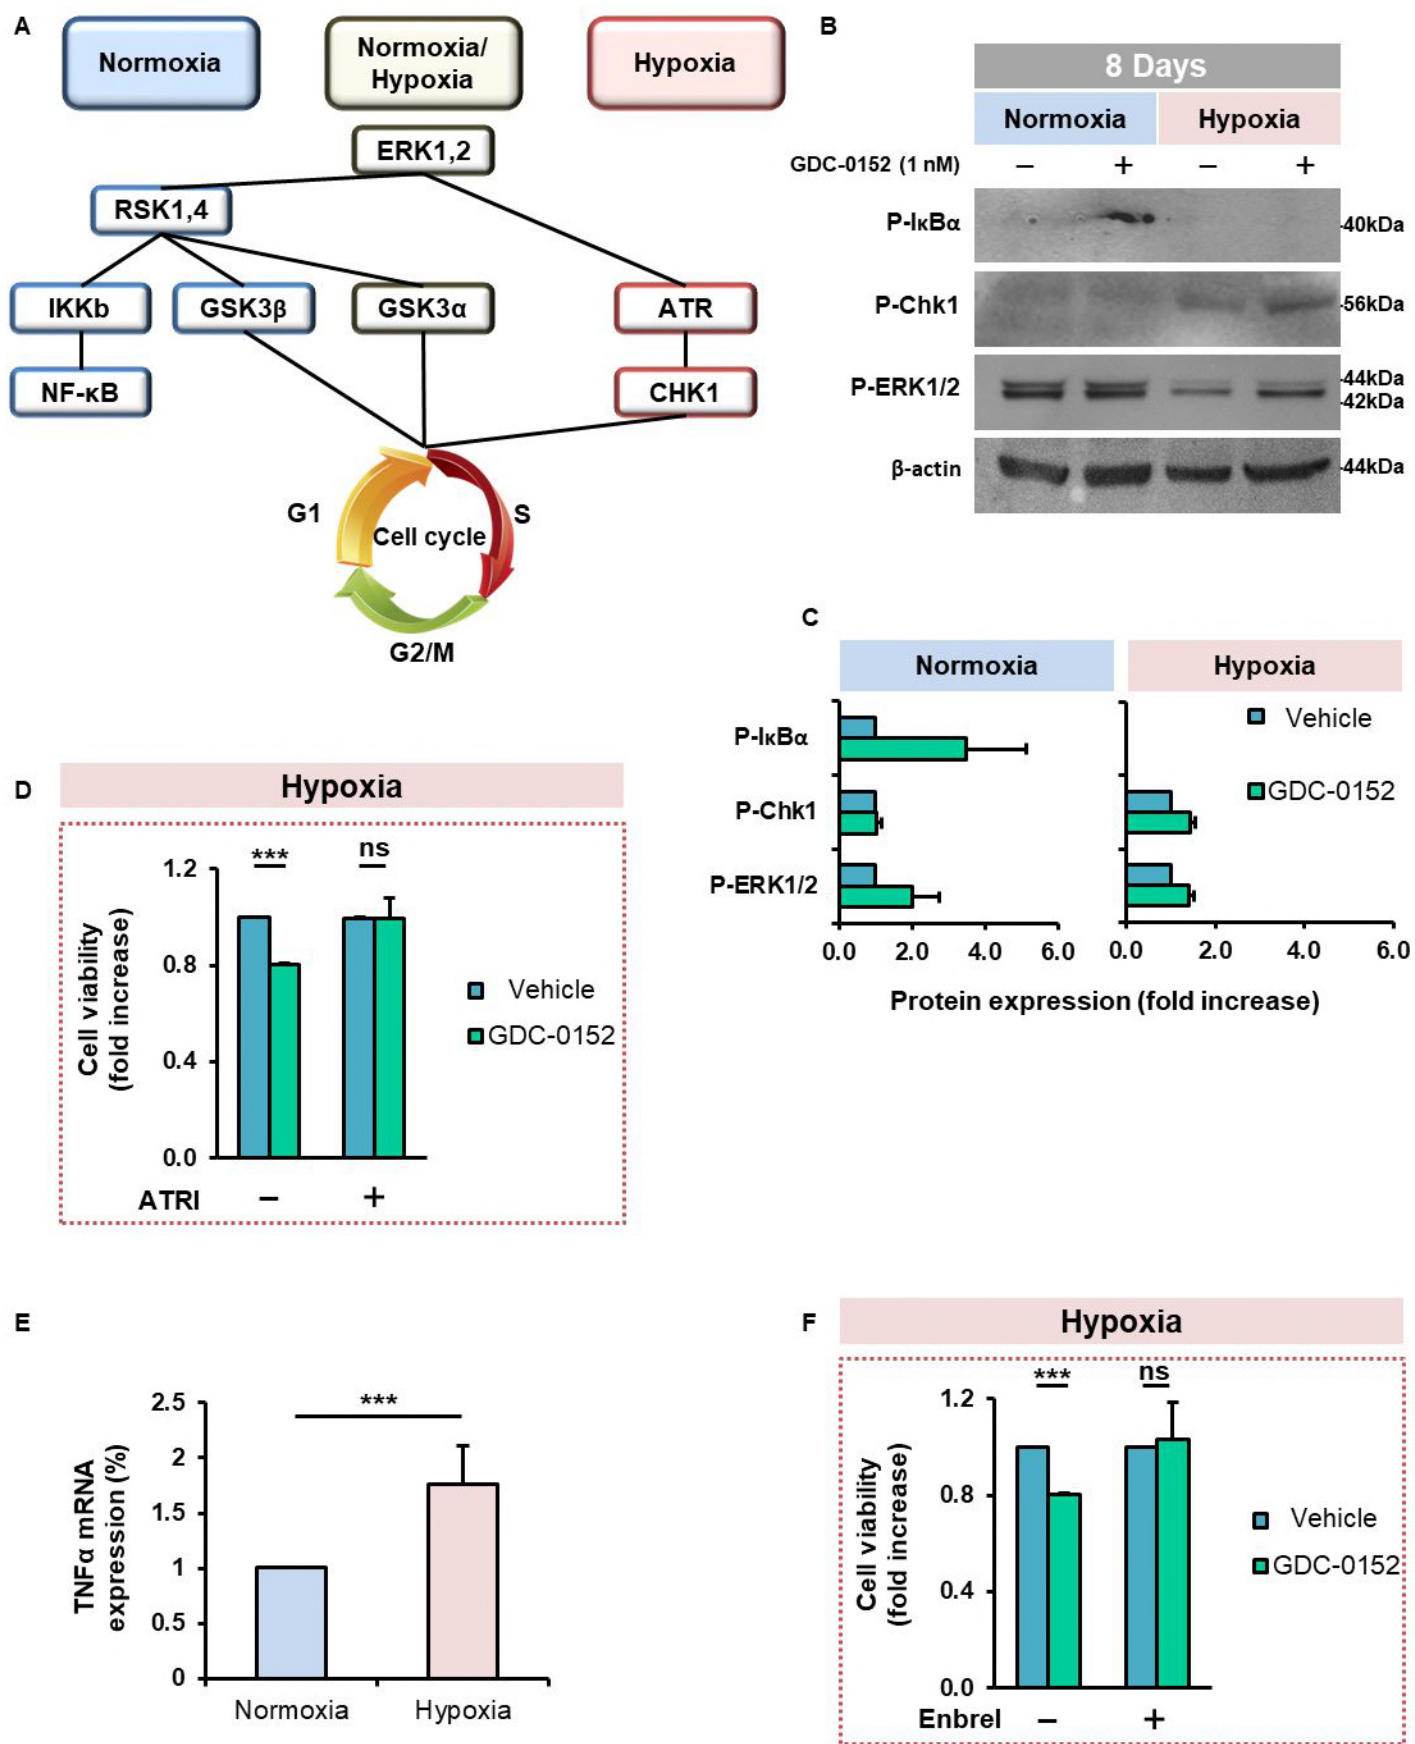 A
Normoxia
Normoxia/
Hypoxia
Hypoxia
ERK1,2
RSK1,4
IKKb
GSK3β
GSK3α
ATR
NF-κB
CHK1
G1
S
Cell cycle
G2/M
B
8 Days
Normoxia
Hypoxia
GDC-0152 (1 nM)
– + – +
P-IκBα
-40kDa
P-Chk1
-56kDa
P-ERK1/2
-44kDa
-42kDa
β-actin
-44kDa
C
Normoxia
Hypoxia
P-IκBα
P-Chk1
P-ERK1/2
Vehicle
GDC-0152
0.0 2.0 4.0 6.0
0.0 2.0 4.0 6.0
Protein expression (fold increase)
D
Hypoxia
*** ns
1.2
0.8
0.4
0.0
Cell viability
(fold increase)
Vehicle
GDC-0152
ATRI – +
E
***
2.5
2
1.5
1
0.5
0
TNFα mRNA
expression (%)
Normoxia Hypoxia
F
Hypoxia
*** ns
1.2
0.8
0.4
0.0
Cell viability
(fold increase)
Vehicle
GDC-0152
Enbrel – +